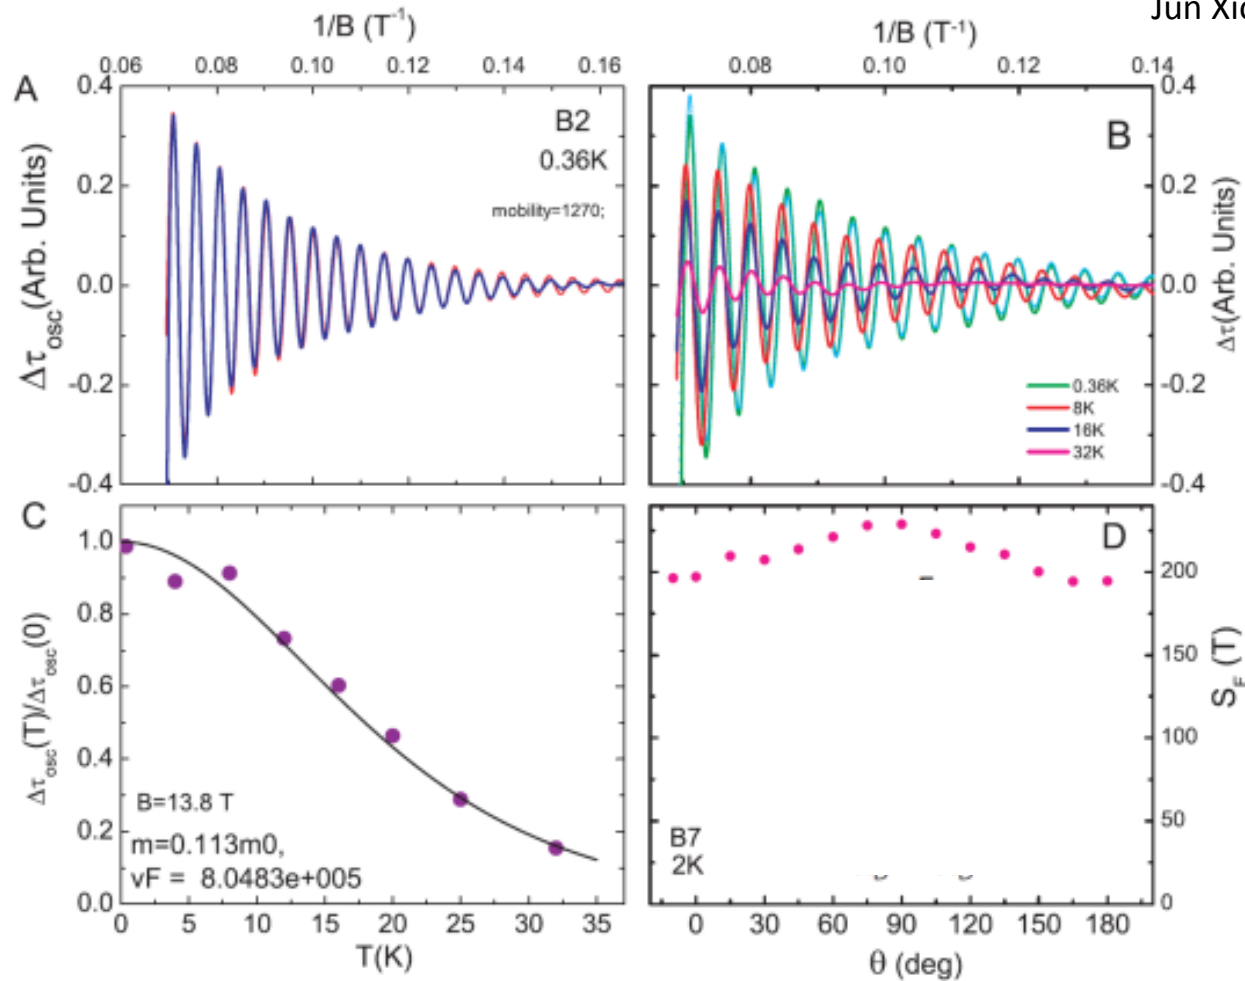 Jun Xio
1/B (T⁻¹)
0.06 0.08 0.10 0.12 0.14 0.16
A
0.4
0.2
0.0
-0.2
-0.4
Δτosc(Arb. Units)
B2
0.36K
mobility=1270;
1/B (T⁻¹)
0.08 0.10 0.12 0.14
B
0.4
0.2
0.0
-0.2
-0.4
Δτ(Arb. Units)
0.36K
8K
16K
32K
C
1.0
0.8
0.6
0.4
0.2
0.0
Δτosc(T)/Δτosc(0)
B=13.8 T
m=0.113m0,
vF = 8.0483e+005
0 5 10 15 20 25 30 35
T(K)
D
200
150
100
50
0
S_F (T)
B7
2K
0 30 60 90 120 150 180
θ (deg)